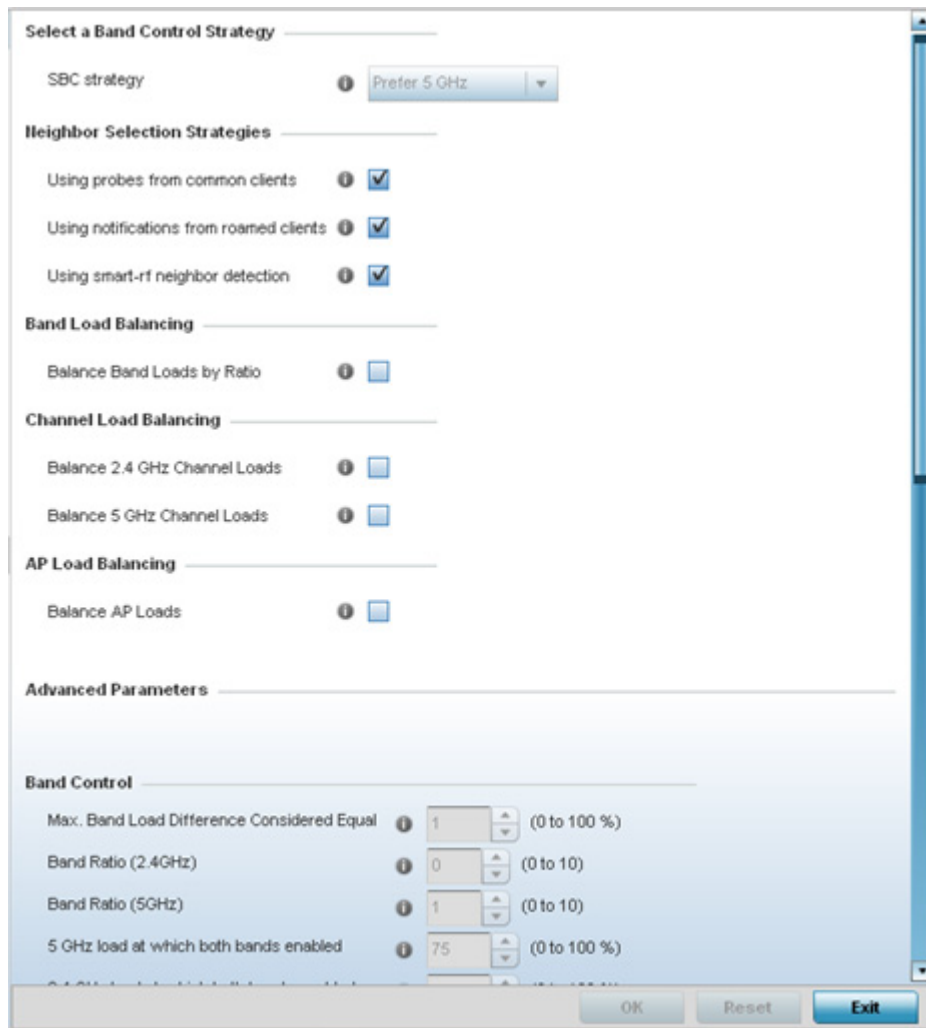 Select a Band Control Strategy
SBC strategy Prefer 5 GHz
Neighbor Selection Strategies
Using probes from common clients
Using notifications from roamed clients
Using smart-rf neighbor detection
Band Load Balancing
Balance Band Loads by Ratio
Channel Load Balancing
Balance 2.4 GHz Channel Loads
Balance 5 GHz Channel Loads
AP Load Balancing
Balance AP Loads
Advanced Parameters
Band Control
Max. Band Load Difference Considered Equal 1 (0 to 100 %)
Band Ratio (2.4GHz) 0 (0 to 10)
Band Ratio (5GHz) 1 (0 to 10)
5 GHz load at which both bands enabled 75 (0 to 100 %)
OK Reset Exit